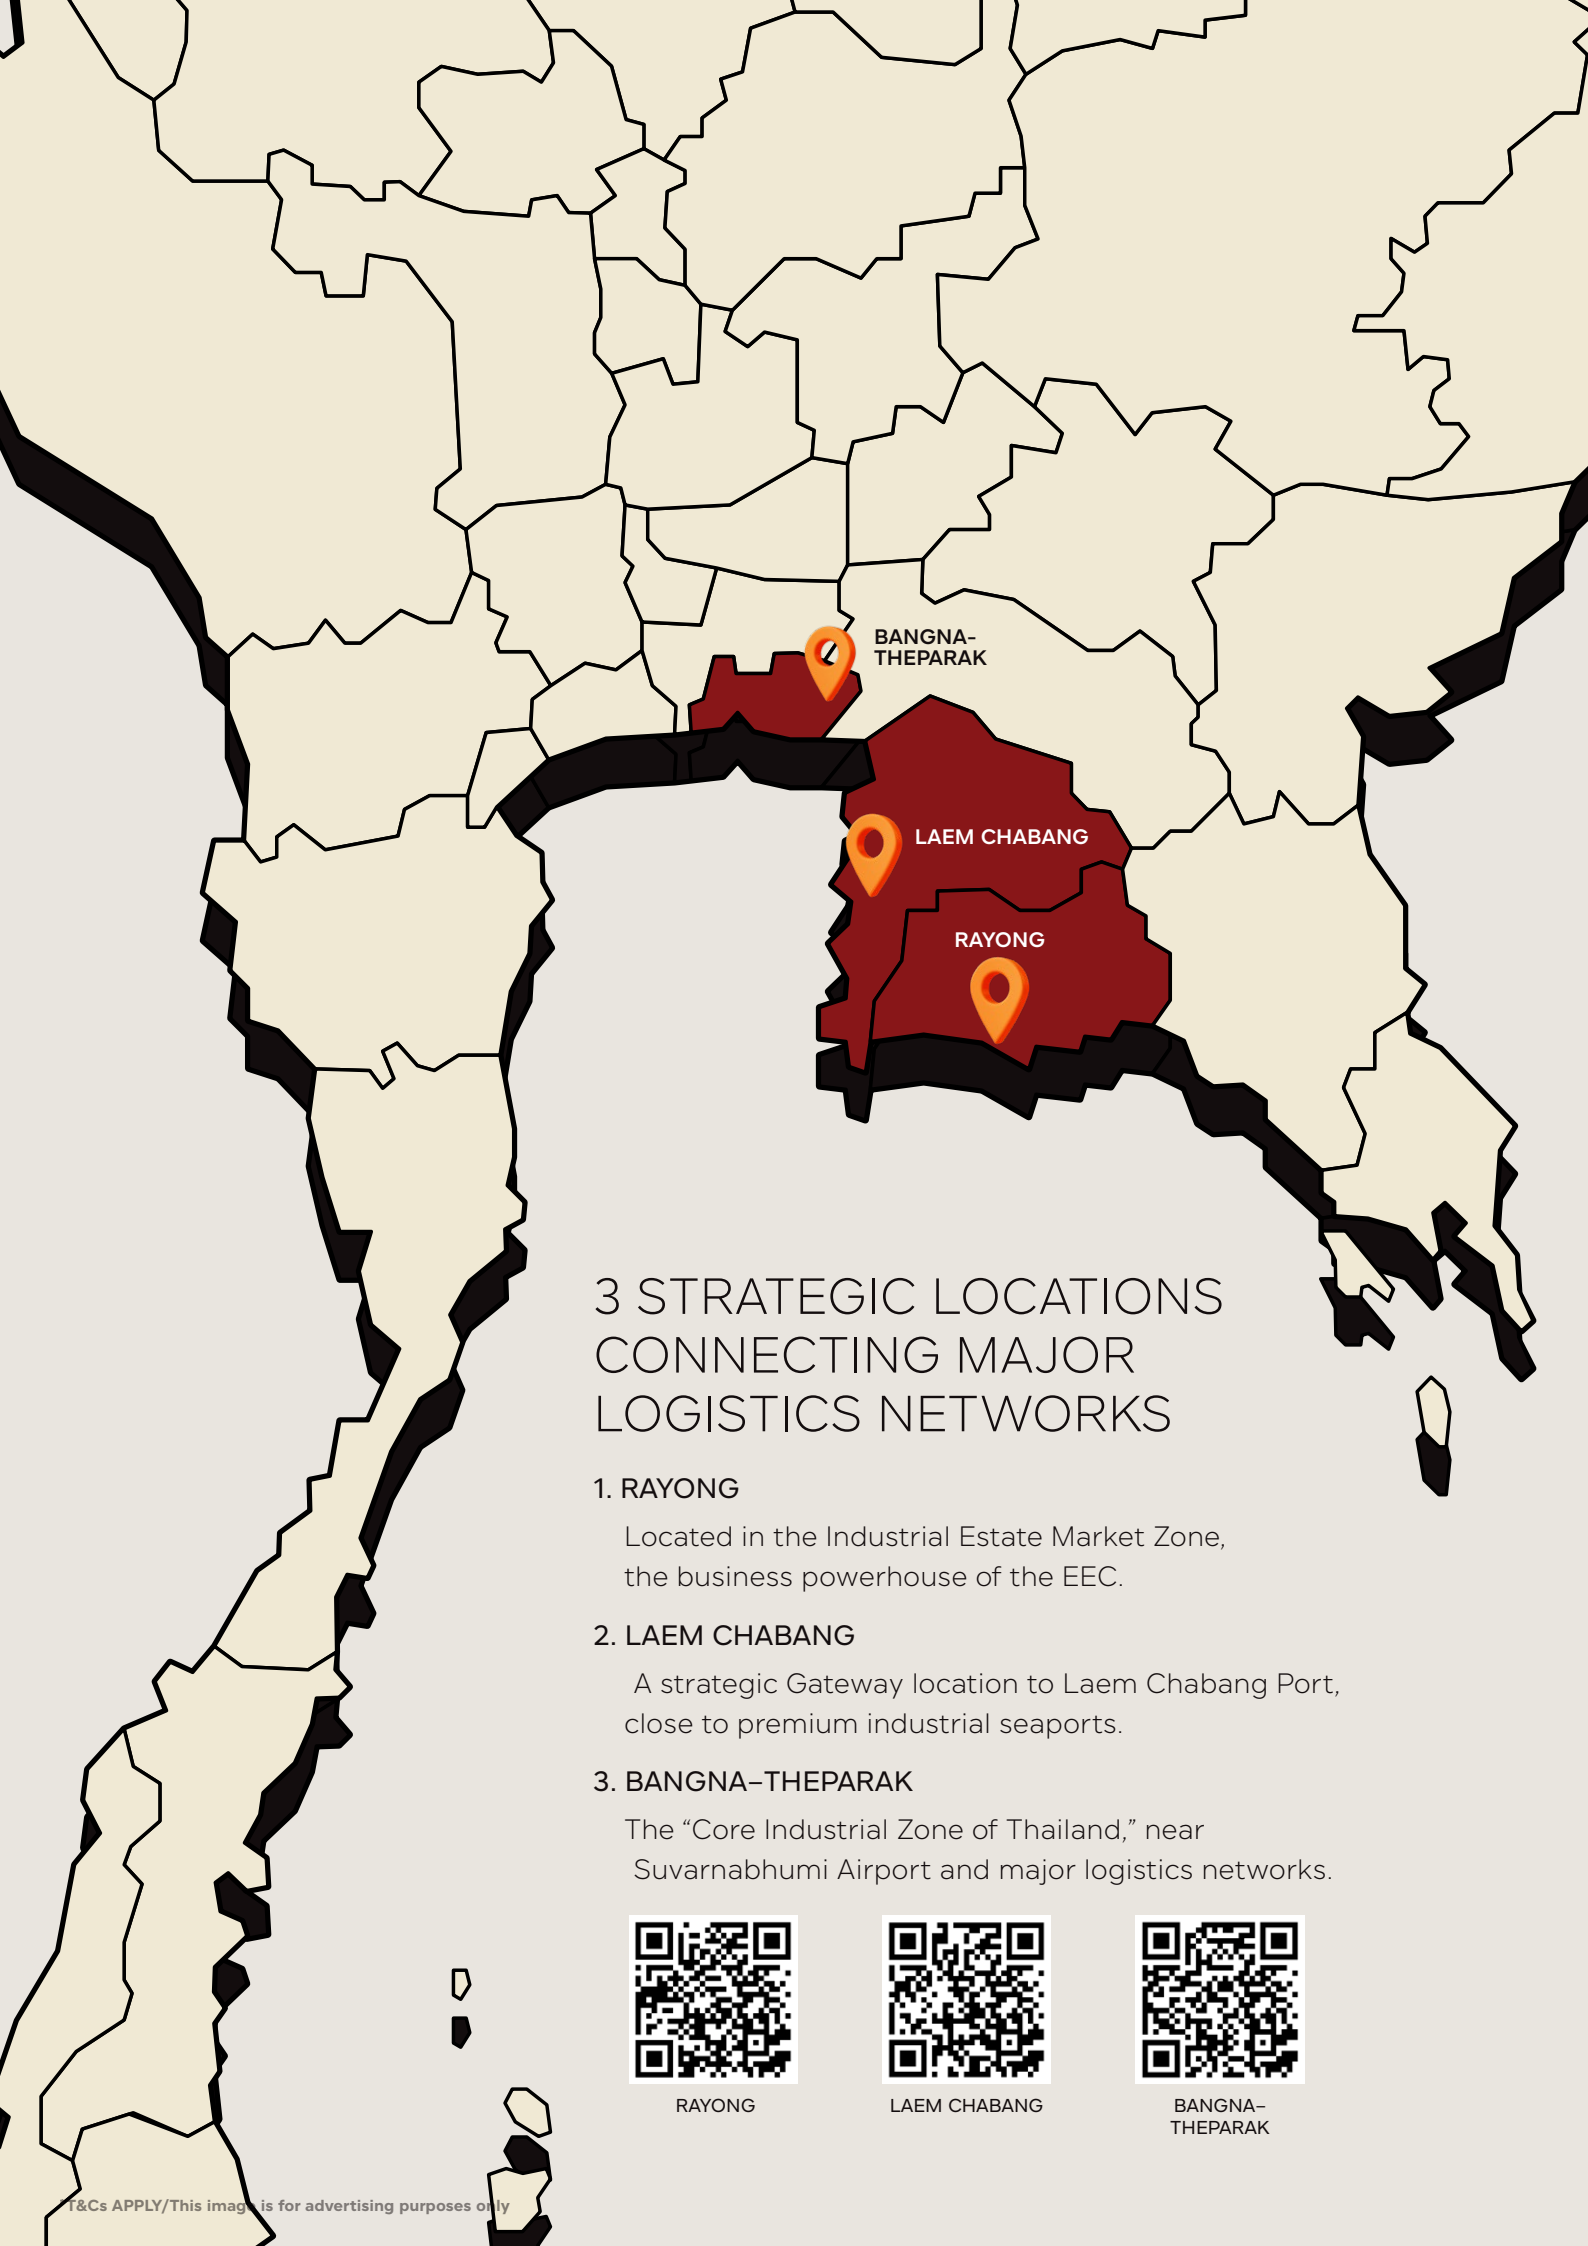 BANGNA-
THEPARAK
LAEM CHABANG
RAYONG
3 STRATEGIC LOCATIONS
CONNECTING MAJOR
LOGISTICS NETWORKS
1. RAYONG
Located in the Industrial Estate Market Zone,
the business powerhouse of the EEC.
2. LAEM CHABANG
A strategic Gateway location to Laem Chabang Port,
close to premium industrial seaports.
3. BANGNA–THEPARAK
The “Core Industrial Zone of Thailand,” near
Suvarnabhumi Airport and major logistics networks.
RAYONG
LAEM CHABANG
BANGNA–
THEPARAK
*T&Cs APPLY/This image is for advertising purposes only